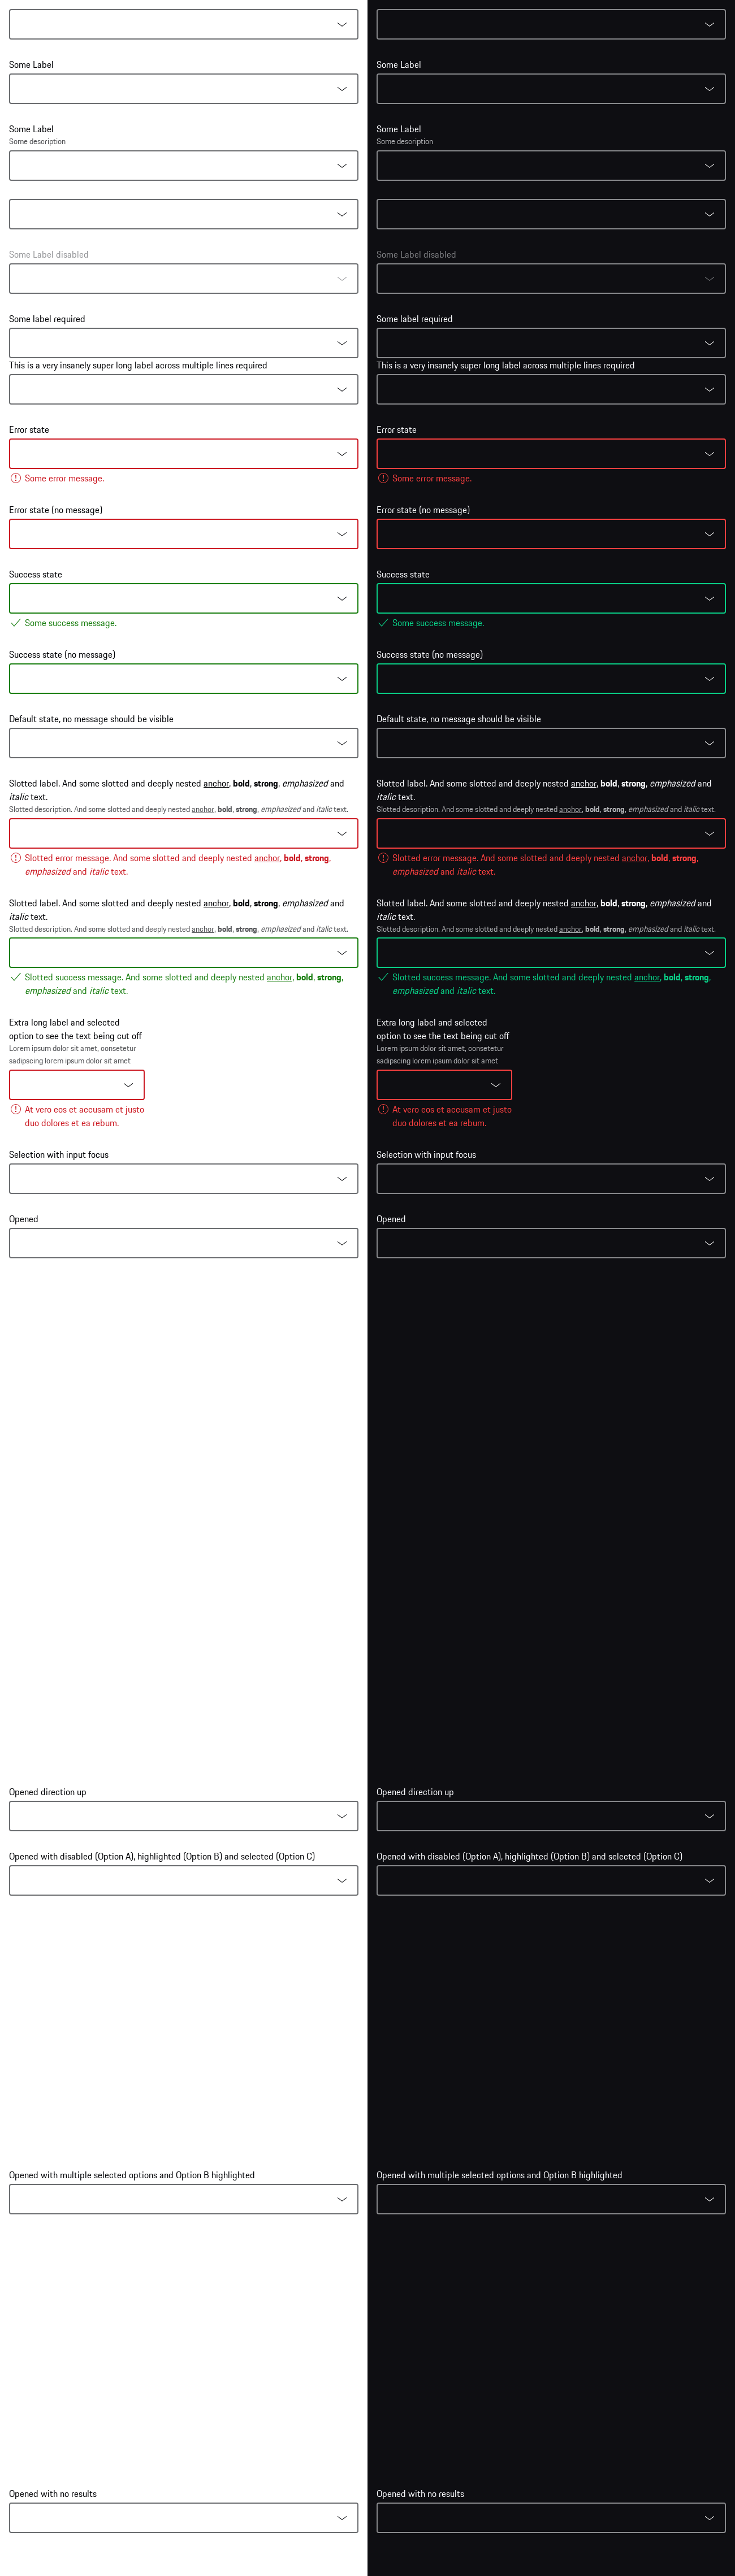 Some Label
Some Label
Some description
Some Label disabled
Some label required
This is a very insanely super long label across multiple lines required
Error state
Some error message.
Error state (no message)
Success state
Some success message.
Success state (no message)
Default state, no message should be visible
Slotted label. And some slotted and deeply nested anchor, bold, strong, emphasized and
italic text.
Slotted description. And some slotted and deeply nested anchor, bold, strong, emphasized and italic text.
Slotted error message. And some slotted and deeply nested anchor, bold, strong,
emphasized and italic text.
Slotted label. And some slotted and deeply nested anchor, bold, strong, emphasized and
italic text.
Slotted description. And some slotted and deeply nested anchor, bold, strong, emphasized and italic text.
Slotted success message. And some slotted and deeply nested anchor, bold, strong,
emphasized and italic text.
Extra long label and selected
option to see the text being cut off
Lorem ipsum dolor sit amet, consetetur
sadipscing lorem ipsum dolor sit amet
At vero eos et accusam et justo
duo dolores et ea rebum.
Selection with input focus
Opened
Opened direction up
Opened with disabled (Option A), highlighted (Option B) and selected (Option C)
Opened with multiple selected options and Option B highlighted
Opened with no results
Some Label
Some Label
Some description
Some Label disabled
Some label required
This is a very insanely super long label across multiple lines required
Error state
Some error message.
Error state (no message)
Success state
Some success message.
Success state (no message)
Default state, no message should be visible
Slotted label. And some slotted and deeply nested anchor, bold, strong, emphasized and
italic text.
Slotted description. And some slotted and deeply nested anchor, bold, strong, emphasized and italic text.
Slotted error message. And some slotted and deeply nested anchor, bold, strong,
emphasized and italic text.
Slotted label. And some slotted and deeply nested anchor, bold, strong, emphasized and
italic text.
Slotted description. And some slotted and deeply nested anchor, bold, strong, emphasized and italic text.
Slotted success message. And some slotted and deeply nested anchor, bold, strong,
emphasized and italic text.
Extra long label and selected
option to see the text being cut off
Lorem ipsum dolor sit amet, consetetur
sadipscing lorem ipsum dolor sit amet
At vero eos et accusam et justo
duo dolores et ea rebum.
Selection with input focus
Opened
Opened direction up
Opened with disabled (Option A), highlighted (Option B) and selected (Option C)
Opened with multiple selected options and Option B highlighted
Opened with no results